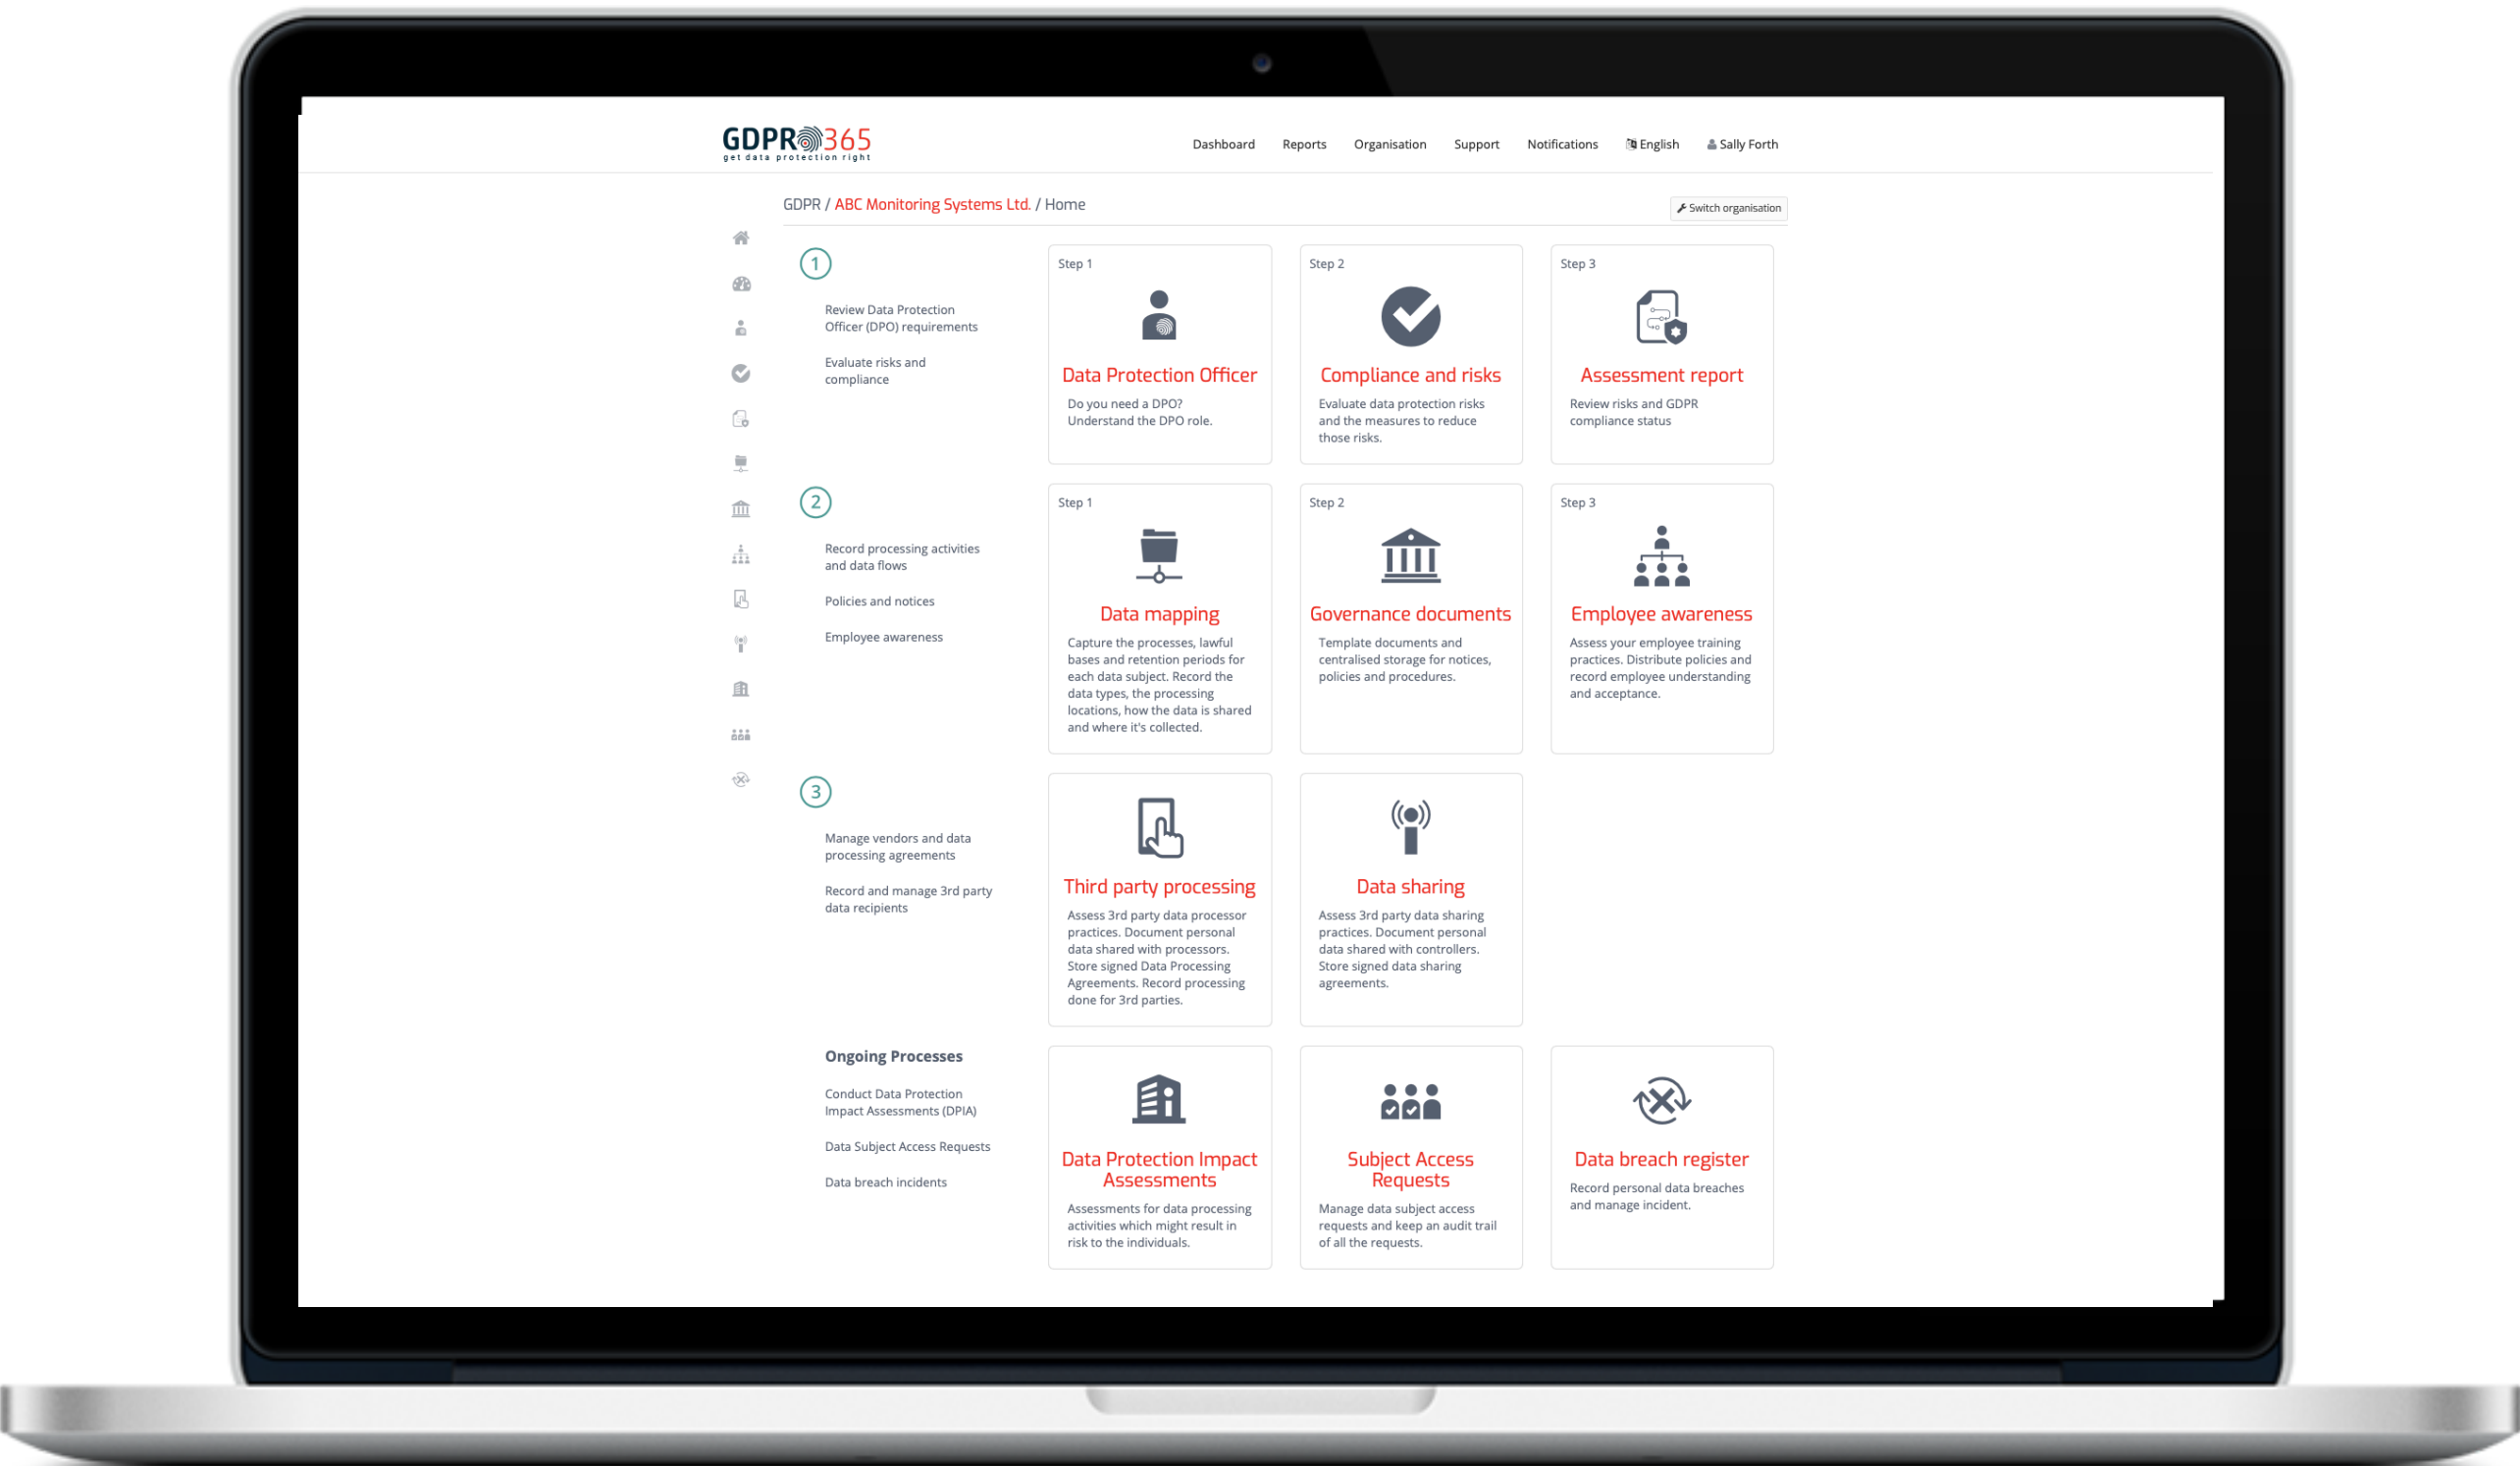 GDPR 365
get data protection right
Dashboard Reports Organisation Support Notifications English Sally Forth
GDPR / ABC Monitoring Systems Ltd. / Home
Switch organisation
1
Review Data Protection
Officer (DPO) requirements
Evaluate risks and
compliance
Step 1
Data Protection Officer
Do you need a DPO?
Understand the DPO role.
Step 2
Compliance and risks
Evaluate data protection risks
and the measures to reduce
those risks.
Step 3
Assessment report
Review risks and GDPR
compliance status
2
Record processing activities
and data flows
Policies and notices
Employee awareness
Step 1
Data mapping
Capture the processes, lawful
bases and retention periods for
each data subject. Record the
data types, the processing
locations, how the data is shared
and where it's collected.
Step 2
Governance documents
Template documents and
centralised storage for notices,
policies and procedures.
Step 3
Employee awareness
Assess your employee training
practices. Distribute policies and
record employee understanding
and acceptance.
3
Manage vendors and data
processing agreements
Record and manage 3rd party
data recipients
Third party processing
Assess 3rd party data processor
practices. Document personal
data shared with processors.
Store signed Data Processing
Agreements. Record processing
done for 3rd parties.
Data sharing
Assess 3rd party data sharing
practices. Document personal
data shared with controllers.
Store signed data sharing
agreements.
Ongoing Processes
Conduct Data Protection
Impact Assessments (DPIA)
Data Subject Access Requests
Data breach incidents
Data Protection Impact
Assessments
Assessments for data processing
activities which might result in
risk to the individuals.
Subject Access
Requests
Manage data subject access
requests and keep an audit trail
of all the requests.
Data breach register
Record personal data breaches
and manage incident.